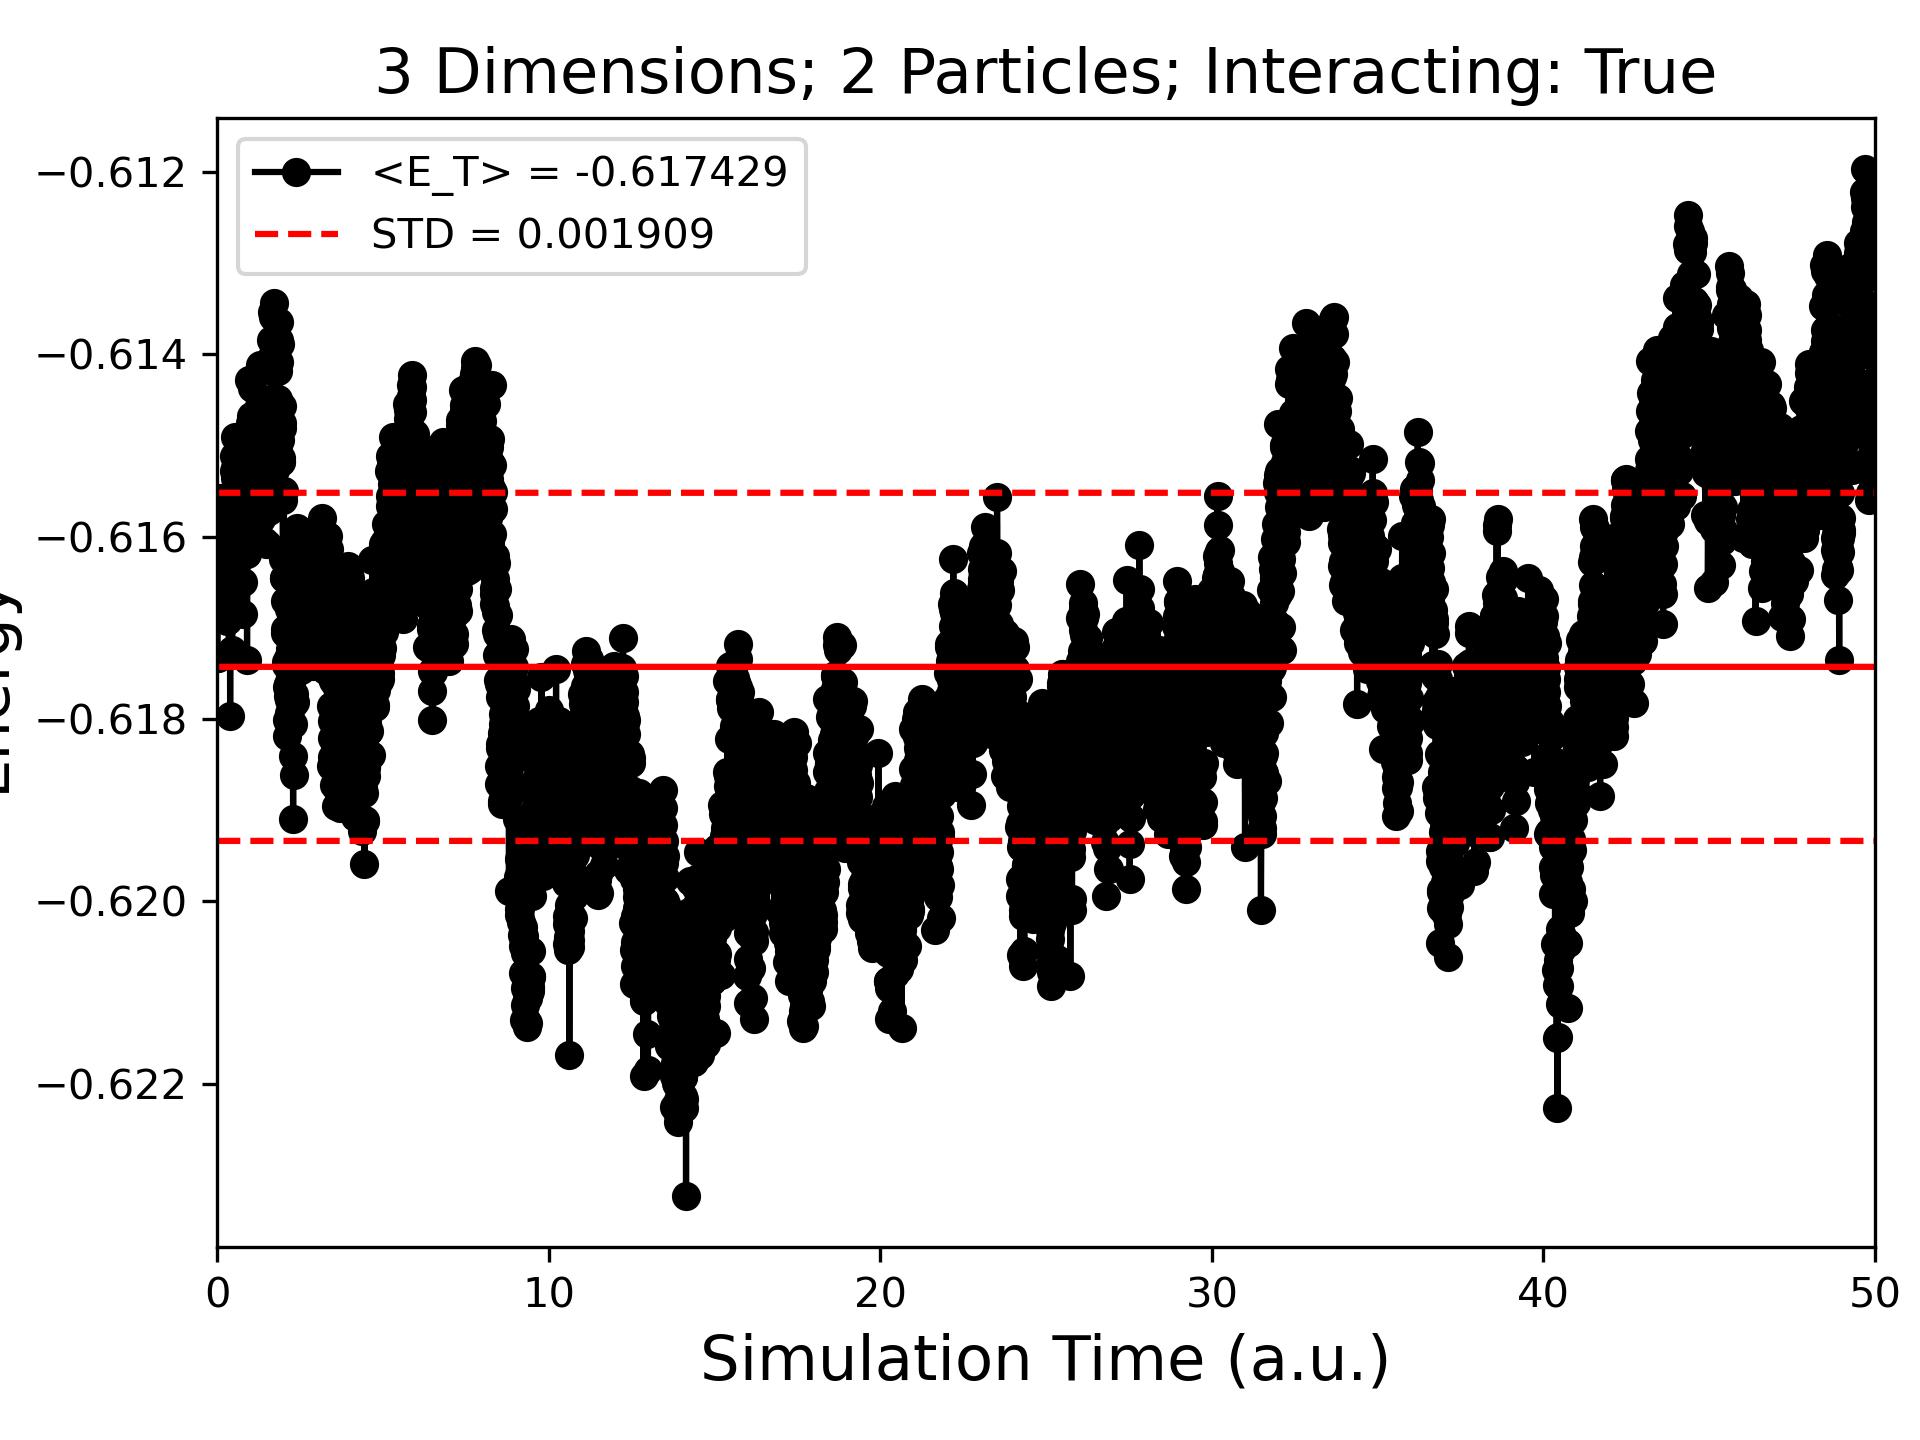 3 Dimensions; 2 Particles; Interacting: True
<E_T> = -0.617429
STD = 0.001909
−0.612
−0.614
−0.616
−0.618
−0.620
−0.622
Energy
0 10 20 30 40 50
Simulation Time (a.u.)